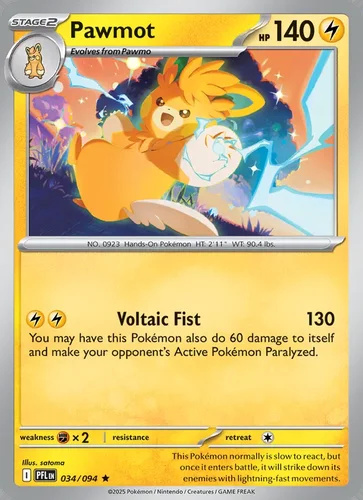 STAGE2 Pawmot HP 140
Evolves from Pawmo
NO. 0923 Hands-On Pokémon HT: 2'11" WT: 90.4 lbs.
Voltaic Fist 130
You may have this Pokémon also do 60 damage to itself
and make your opponent's Active Pokémon Paralyzed.
weakness ×2 resistance retreat
Illus. satoma
I PFL EN 034/094 ★
This Pokémon normally is slow to react, but
once it enters battle, it will strike down its
enemies with lightning-fast movements.
©2025 Pokémon / Nintendo / Creatures / GAME FREAK